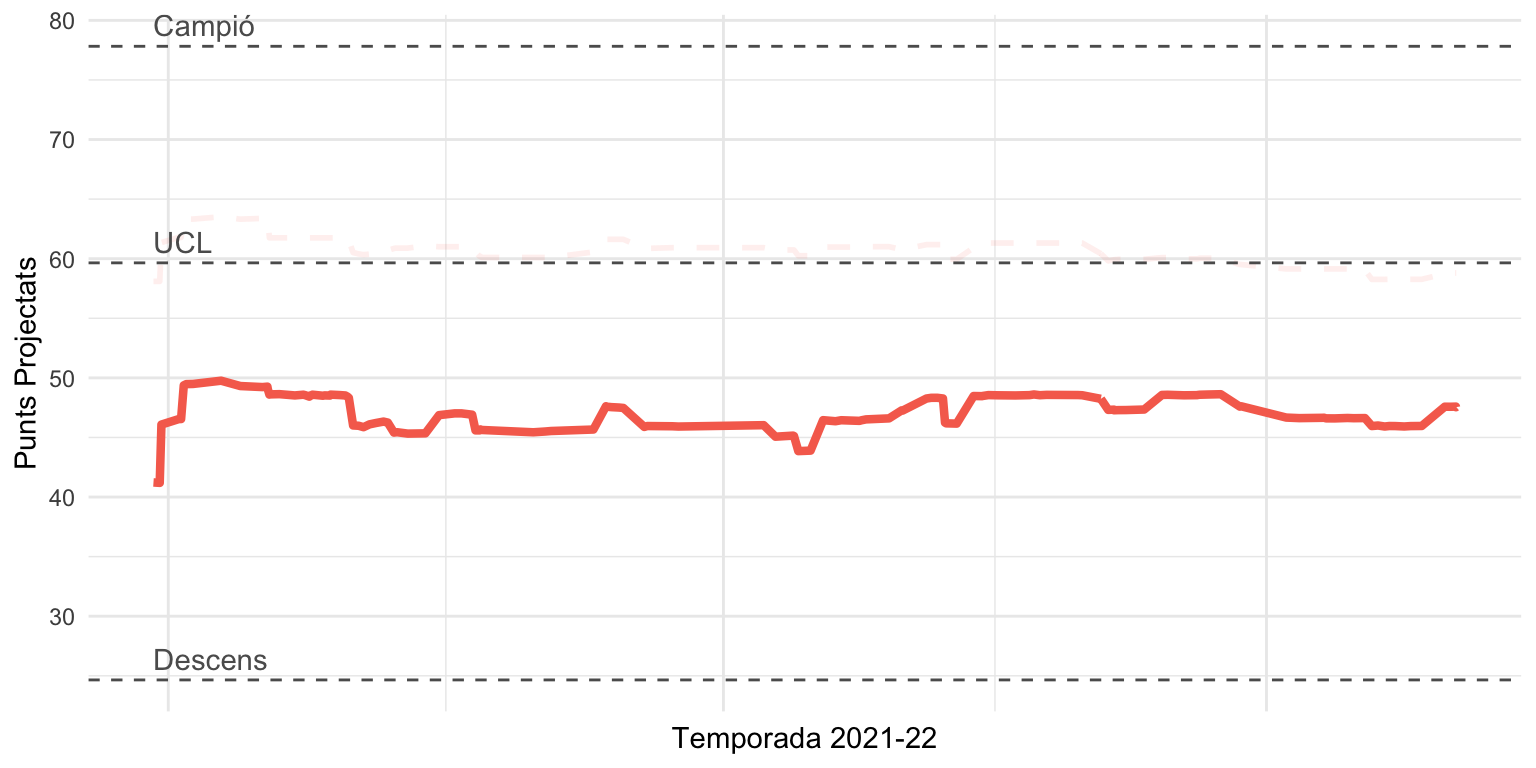 80
Campió
70
UCL
60
50
40
30
Descens
Punts Projectats
Temporada 2021-22